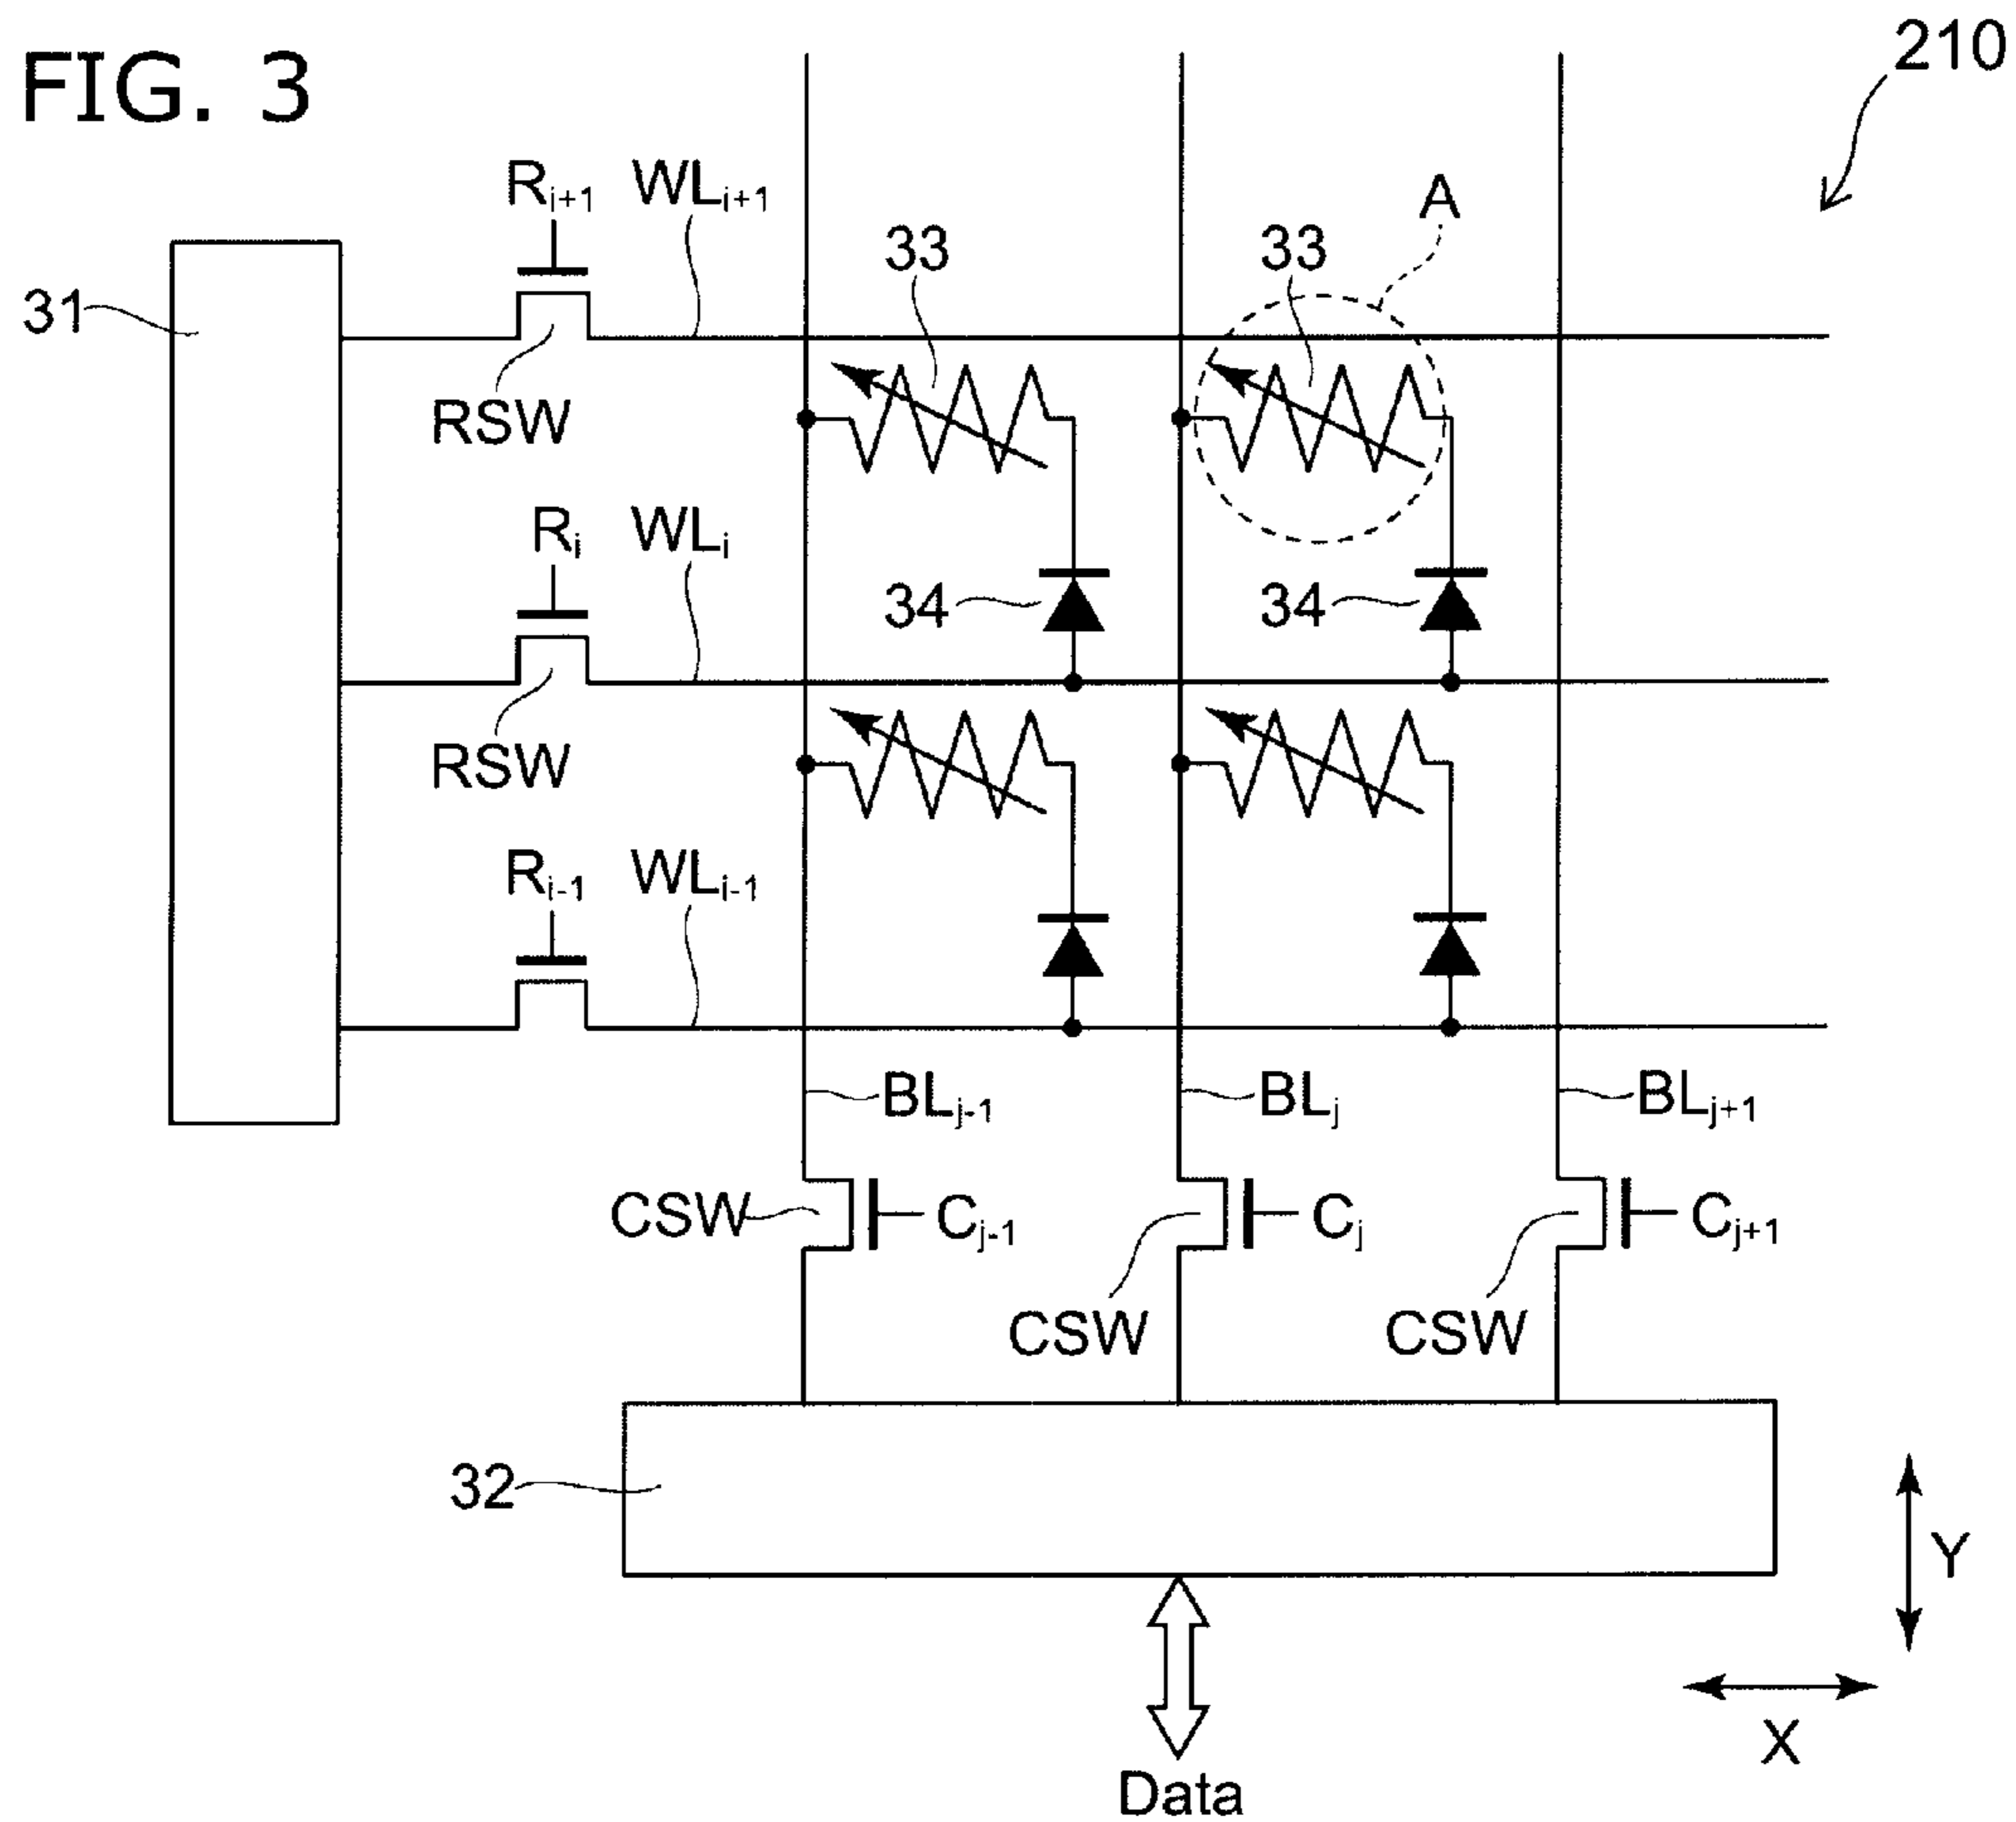 FIG. 3
210
Ri+1 WLi+1
A
33 33
31
RSW
Ri WLi
34 34
RSW
Ri-1 WLi-1
BLj-1 BLj BLj+1
CSW Cj-1 Cj Cj+1
CSW CSW
32
Y
X
Data